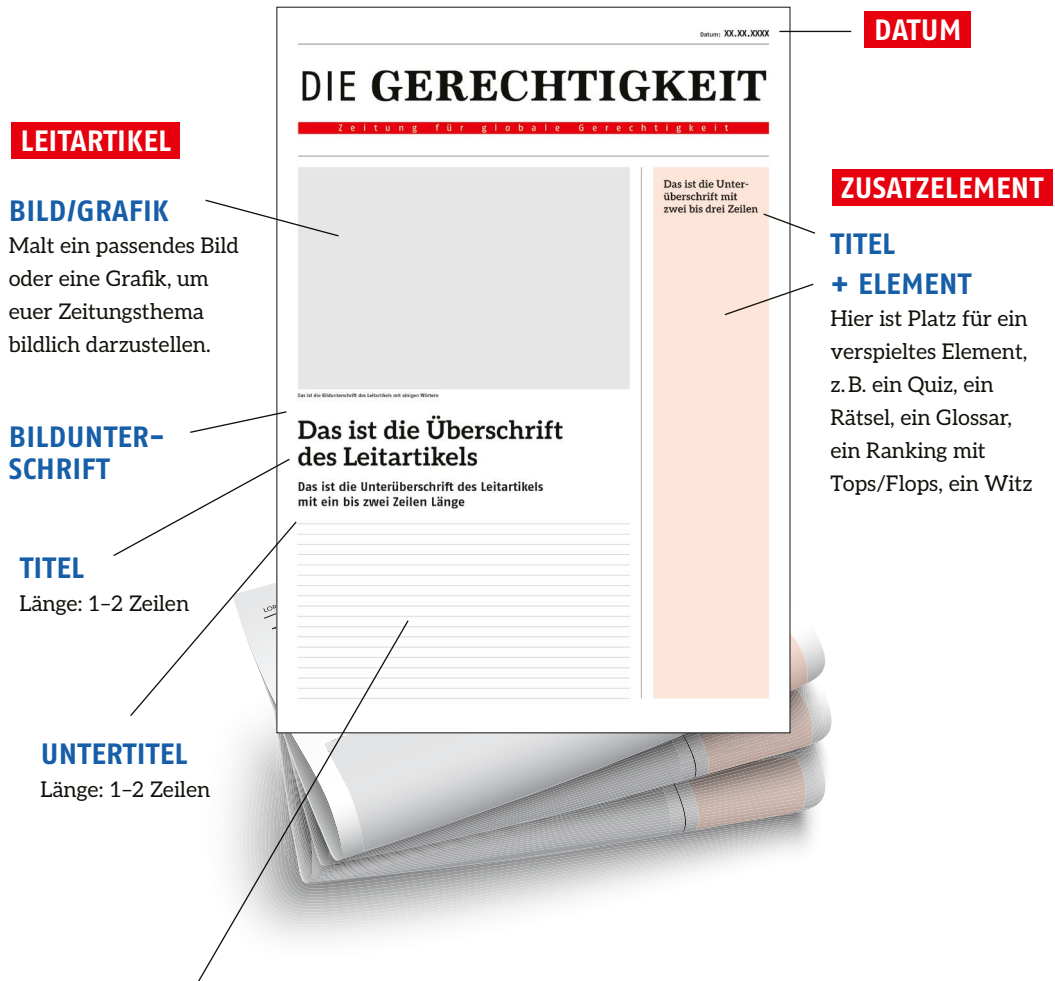 Datum: XX.XX.XXXX
DATUM
DIE GERECHTIGKEIT
Zeitung für globale Gerechtigkeit
LEITARTIKEL
BILD/GRAFIK
Malt ein passendes Bild
oder eine Grafik, um
euer Zeitungsthema
bildlich darzustellen.
BILDUNTER-
SCHRIFT
TITEL
Länge: 1–2 Zeilen
UNTERTITEL
Länge: 1–2 Zeilen
Das ist die Bildunterschrift des Leitartikels mit einigen Wörtern
Das ist die Überschrift
des Leitartikels
Das ist die Unterüberschrift des Leitartikels
mit ein bis zwei Zeilen Länge
Das ist die Unter-
überschrift mit
zwei bis drei Zeilen
ZUSATZELEMENT
TITEL
+ ELEMENT
Hier ist Platz für ein
verspieltes Element,
z. B. ein Quiz, ein
Rätsel, ein Glossar,
ein Ranking mit
Tops/Flops, ein Witz